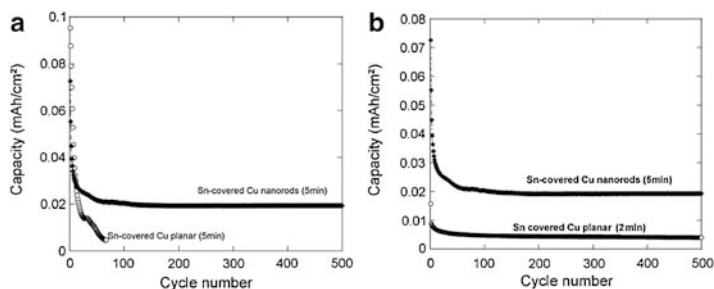 a
0.1
0.08
0.06
0.04
0.02
0
Capacity (mAh/cm²)
Sn-covered Cu nanorods (5min)
Sn-covered Cu planar (5min)
0 100 200 300 400 500
Cycle number
b
0.08
0.07
0.06
0.05
0.04
0.03
0.02
0.01
0
Capacity (mAh/cm²)
Sn-covered Cu nanorods (5min)
Sn covered Cu planar (2min)
0 100 200 300 400 500
Cycle number